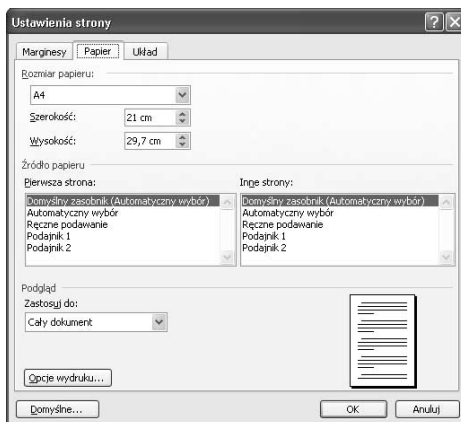 Ustawienia strony
Marginesy Papier Układ
Rozmiar papieru:
A4
Szerokość: 21 cm
Wysokość: 29,7 cm
Źródło papieru
Pierwsza strona: Inne strony:
Domyślny zasobnik (Automatyczny wybór) Domyślny zasobnik (Automatyczny wybór)
Automatyczny wybór Automatyczny wybór
Ręczne podawanie Ręczne podawanie
Podajnik 1 Podajnik 1
Podajnik 2 Podajnik 2
Podgląd
Zastosuj do:
Cały dokument
Opcje wydruku...
Domyślne... OK Anuluj